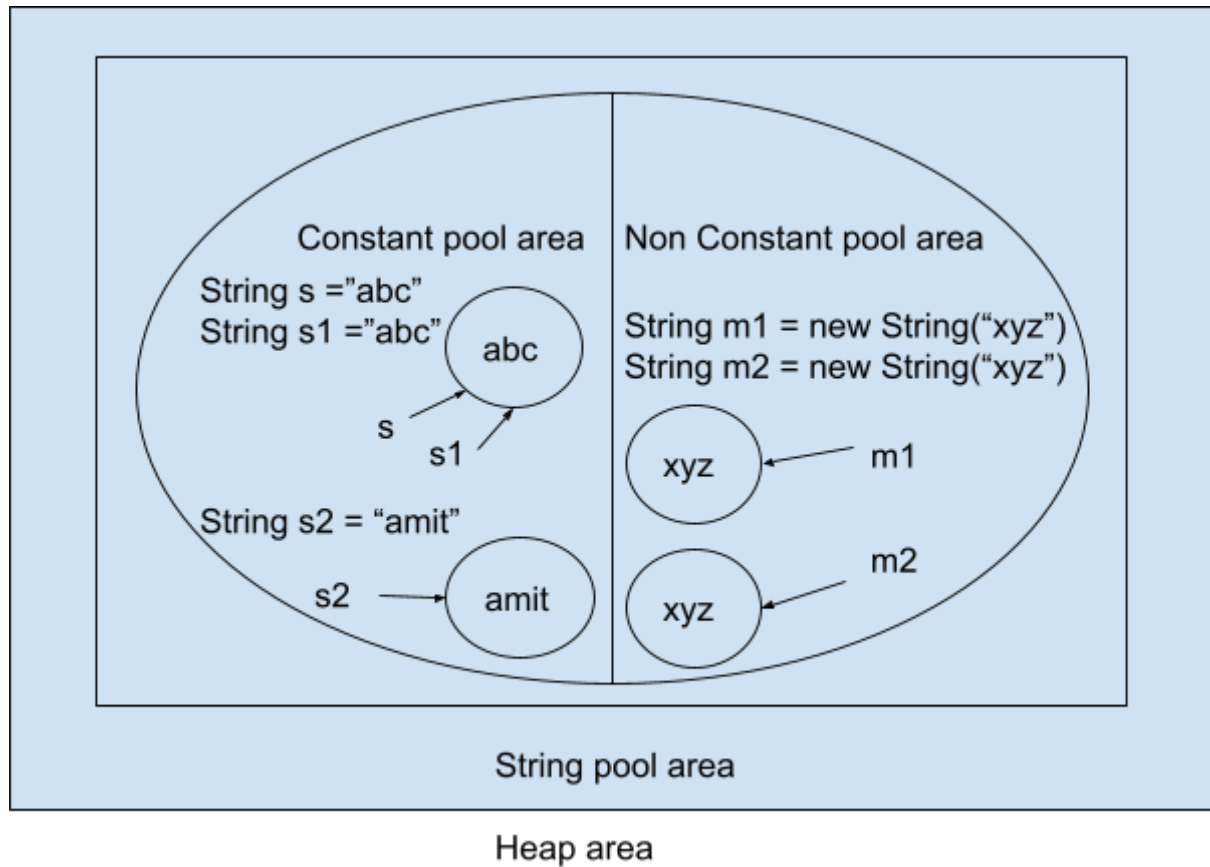 Constant pool area
String s =”abc”
String s1 =”abc”
abc
s
s1
String s2 = “amit”
s2
amit
Non Constant pool area
String m1 = new String(“xyz”)
String m2 = new String(“xyz”)
xyz
m1
m2
xyz
String pool area
Heap area